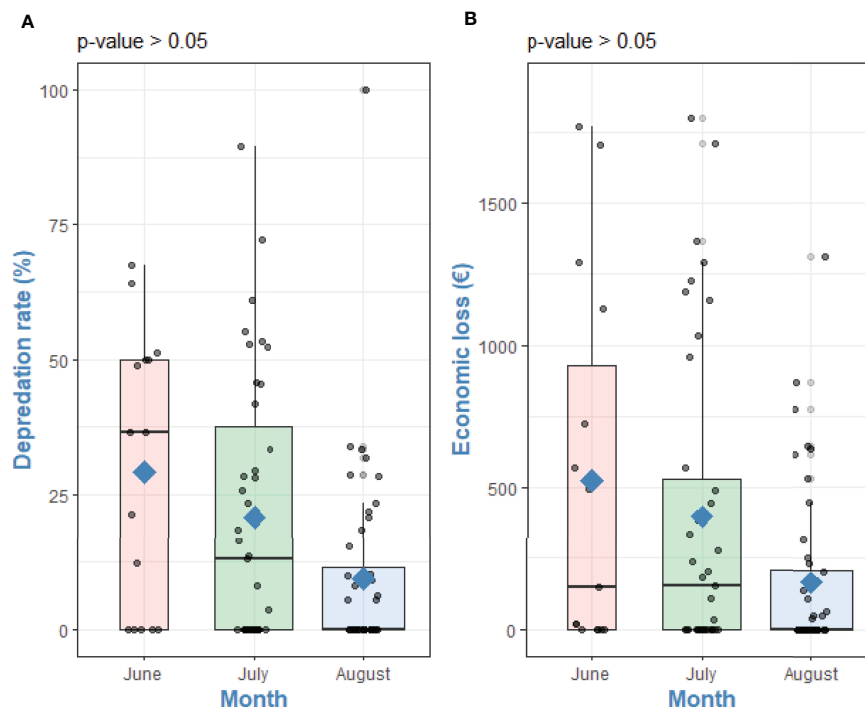 A
p-value > 0.05
100
75
50
25
0
Depredation rate (%)
June
July
August
Month
B
p-value > 0.05
1500
1000
500
0
Economic loss (€)
June
July
August
Month